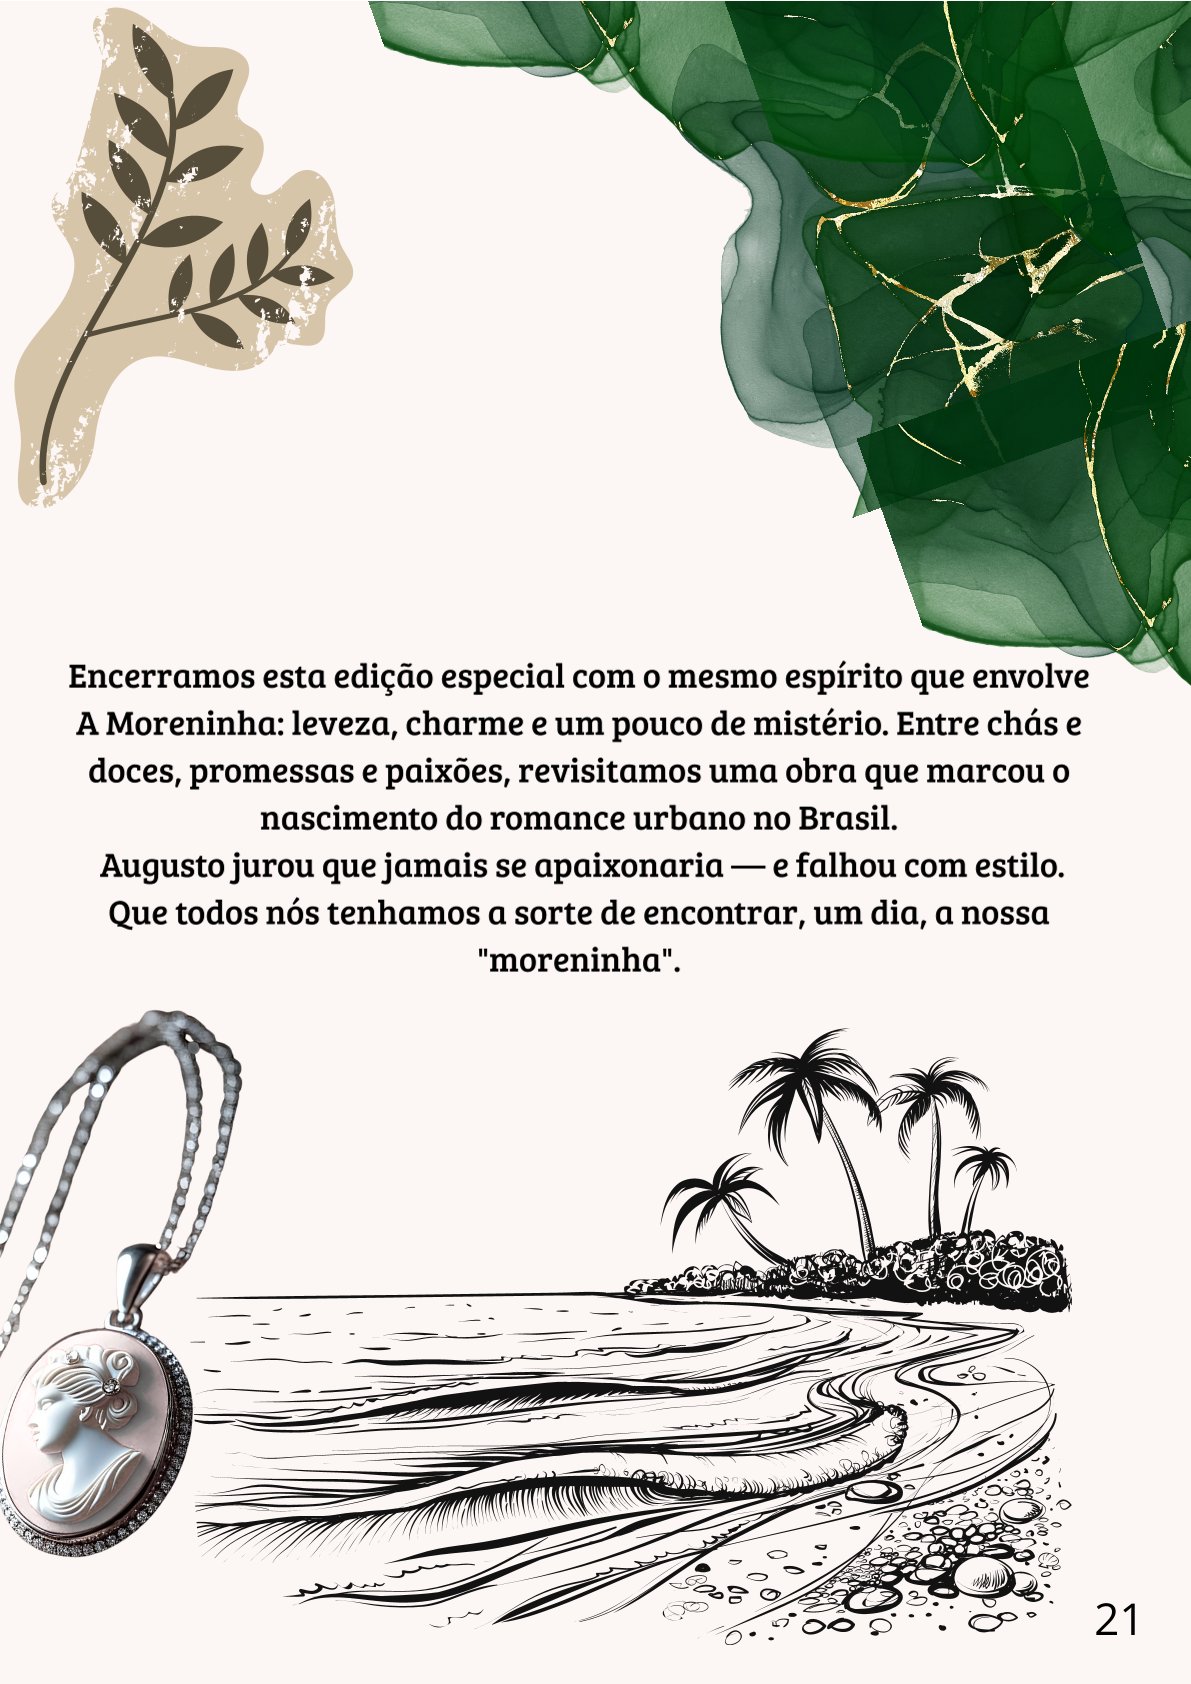 Encerramos esta edição especial com o mesmo espírito que envolve
A Moreninha: leveza, charme e um pouco de mistério. Entre chás e
doces, promessas e paixões, revisitamos uma obra que marcou o
nascimento do romance urbano no Brasil.
Augusto jurou que jamais se apaixonaria — e falhou com estilo.
Que todos nós tenhamos a sorte de encontrar, um dia, a nossa
"moreninha".
21